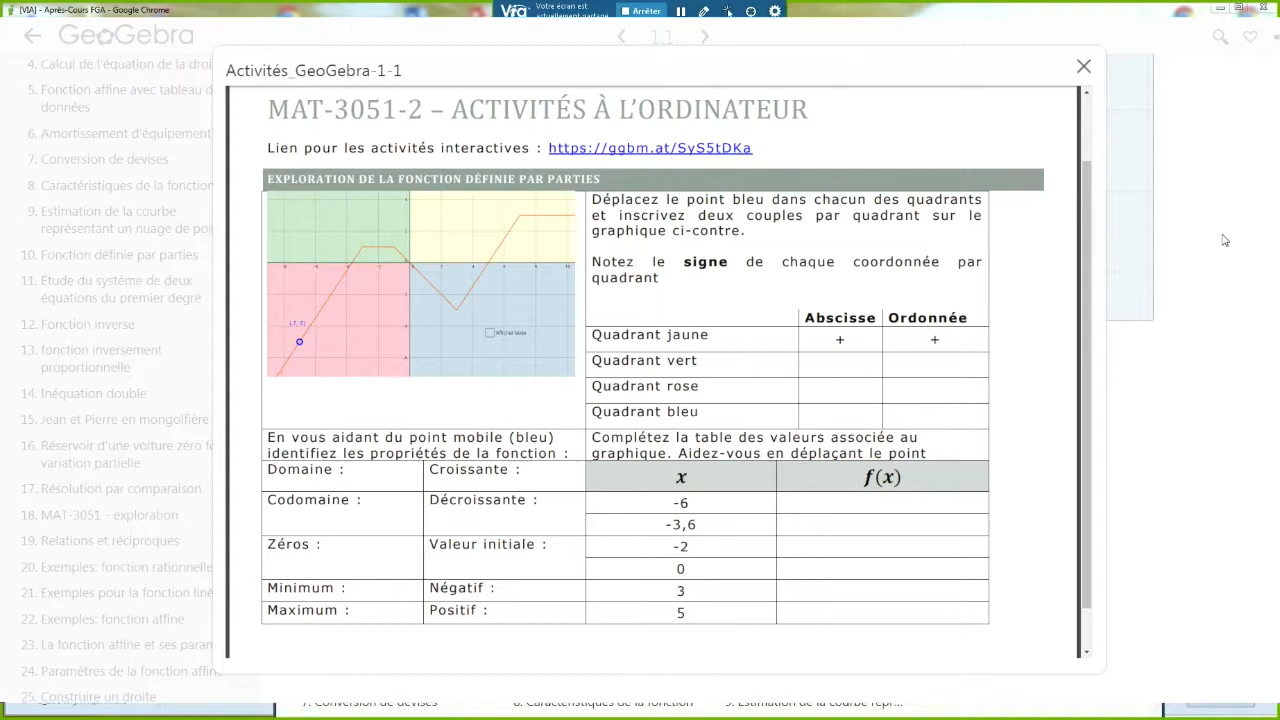 [VIA] - Après-Cours FGA - Google Chrome
Via
Votre écran est
actuellement partagé
Arrêter
GeoGebra
1.1...
4. Calcul de l'équation de la droi
5. Fonction affine avec tableau d
données
6. Amortissement d'équipement
7. Conversion de devises
8. Caractéristiques de la fonction
9. Estimation de la courbe
représentant un nuage de poi
10. Fonction définie par parties
11. Étude du système de deux
équations du premier degré
12. Fonction inverse
13. fonction inversement
proportionnelle
14. Inéquation double
15. Jean et Pierre en mongolfière
16. Réservoir d'une voiture zéro fo
variation partielle
17. Résolution par comparaison
18. MAT-3051 - exploration
19. Relations et réciproques
20. Exemples: fonction rationnelle
21. Exemples pour la fonction liné
22. Exemples: fonction affine
23. La fonction affine et ses param
24. Paramètres de la fonction affin
25. Construire un droite
Activités_GeoGebra-1-1
MAT-3051-2 – ACTIVITÉS À L'ORDINATEUR
Lien pour les activités interactives : https://ggbm.at/SyS5tDKa
EXPLORATION DE LA FONCTION DÉFINIE PAR PARTIES
Déplacez le point bleu dans chacun des quadrants
et inscrivez deux couples par quadrant sur le
graphique ci-contre.
Notez le signe de chaque coordonnée par
quadrant
Abscisse Ordonnée
Quadrant jaune + +
Quadrant vert
Quadrant rose
Quadrant bleu
(-7, -5)
Afficher texte
En vous aidant du point mobile (bleu)
identifiez les propriétés de la fonction :
Complétez la table des valeurs associée au
graphique. Aidez-vous en déplaçant le point
Domaine : Croissante :
Codomaine : Décroissante :
Zéros : Valeur initiale :
Minimum : Négatif :
Maximum : Positif :
x f(x)
-6
-3,6
-2
0
3
5
7. Conversion de devises 8. Caractéristiques de la fonction 9. Estimation de la courbe repr...